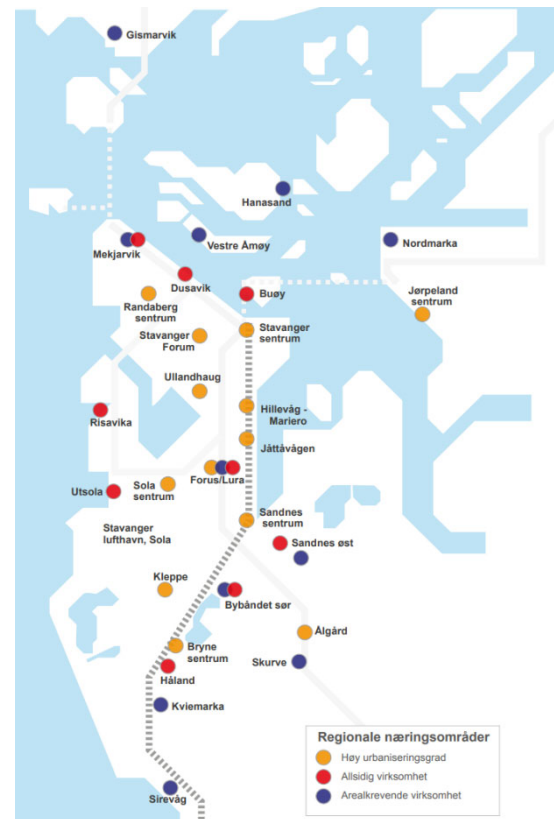 Gismarvik
Hanasand
Vestre Åmøy
Nordmarka
Mekjarvik
Dusavik
Buøy
Jørpeland
sentrum
Randaberg
sentrum
Stavanger
Forum
Stavanger
sentrum
Ullandhaug
Hillevåg -
Mariero
Risavika
Jåttåvågen
Forus/Lura
Utsola
Sola
sentrum
Sandnes
sentrum
Stavanger
lufthavn, Sola
Sandnes øst
Kleppe
Bybåndet sør
Ålgård
Bryne
sentrum
Skurve
Håland
Kviemarka
Sirevåg
Regionale næringsområder
Høy urbaniseringsgrad
Allsidig virksomhet
Arealkrevende virksomhet